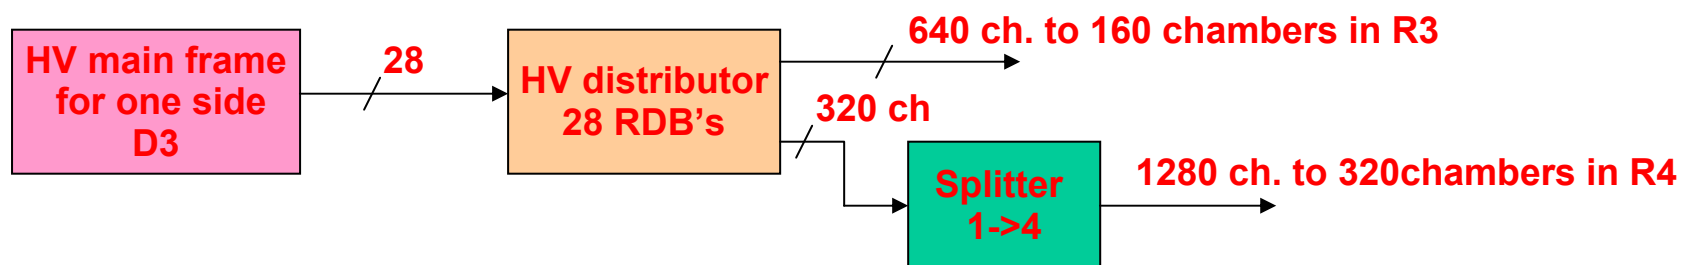 HV main frame
for one side
D3
28
HV distributor
28 RDB's
640 ch. to 160 chambers in R3
320 ch
Splitter
1->4
1280 ch. to 320chambers in R4